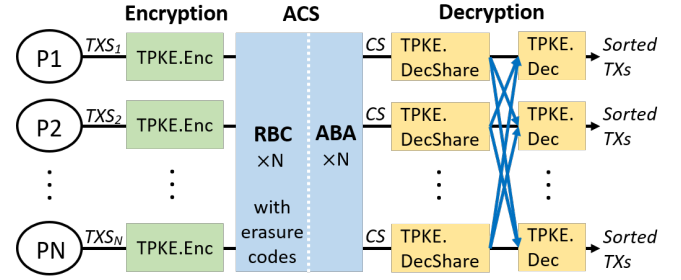 Encryption ACS Decryption
P1 TXS₁ TPKE.Enc CS TPKE. DecShare TPKE. Dec Sorted TXs
P2 TXS₂ TPKE.Enc CS TPKE. DecShare TPKE. Dec Sorted TXs
RBC ×N with erasure codes
ABA ×N
PN TXS_N TPKE.Enc CS TPKE. DecShare TPKE. Dec Sorted TXs